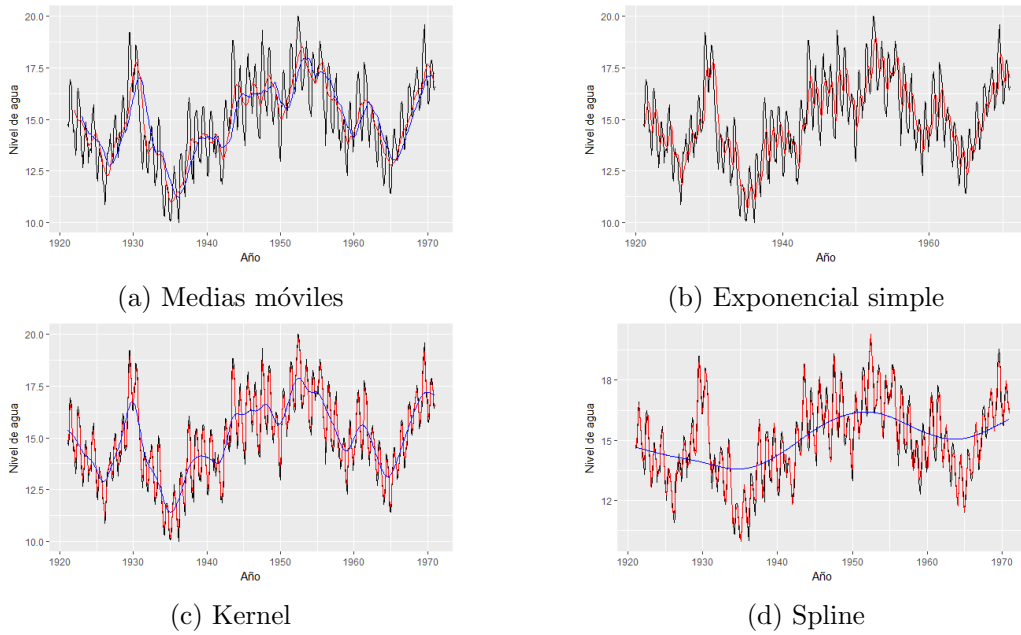 20.0
17.5
15.0
12.5
10.0
Nivel de agua
1920 1930 1940 1950 1960 1970
Año
(a) Medias móviles
20.0
17.5
15.0
12.5
10.0
Nivel de agua
1920 1940 1960
Año
(b) Exponencial simple
20.0
17.5
15.0
12.5
10.0
Nivel de agua
1920 1930 1940 1950 1960 1970
Año
(c) Kernel
18
15
12
Nivel de agua
1920 1930 1940 1950 1960 1970
Año
(d) Spline